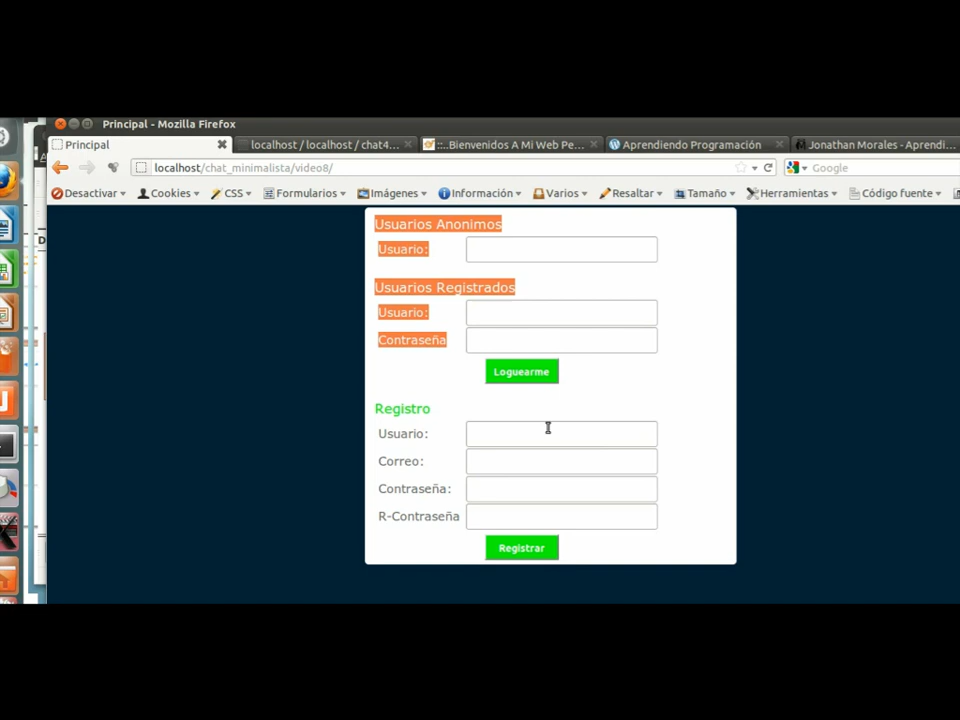 Principal - Mozilla Firefox
Principal
localhost / localhost / chat4...
::..Bienvenidos A Mi Web Pe...
Aprendiendo Programación
Jonathan Morales - Aprendi...
localhost/chat_minimalista/video8/
Google
Desactivar
Cookies
CSS
Formularios
Imágenes
Información
Varios
Resaltar
Tamaño
Herramientas
Código fuente
Usuarios Anonimos
Usuario:
Usuarios Registrados
Usuario:
Contraseña
Loguearme
Registro
Usuario:
Correo:
Contraseña:
R-Contraseña
Registrar